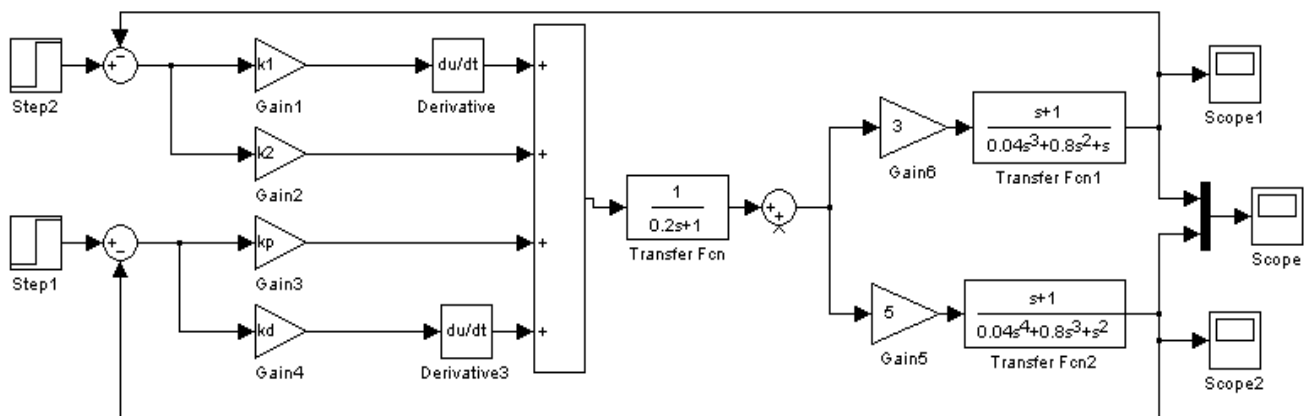 Step2
+
−
k1
Gain1
du/dt
Derivative
+
k2
Gain2
+
Step1
+
−
kp
Gain3
+
kd
Gain4
du/dt
Derivative3
+
1
0.2s+1
Transfer Fcn
+
+
3
Gain6
s+1
0.04s³+0.8s²+s
Transfer Fcn1
5
Gain5
s+1
0.04s⁴+0.8s³+s²
Transfer Fcn2
Scope1
Scope
Scope2